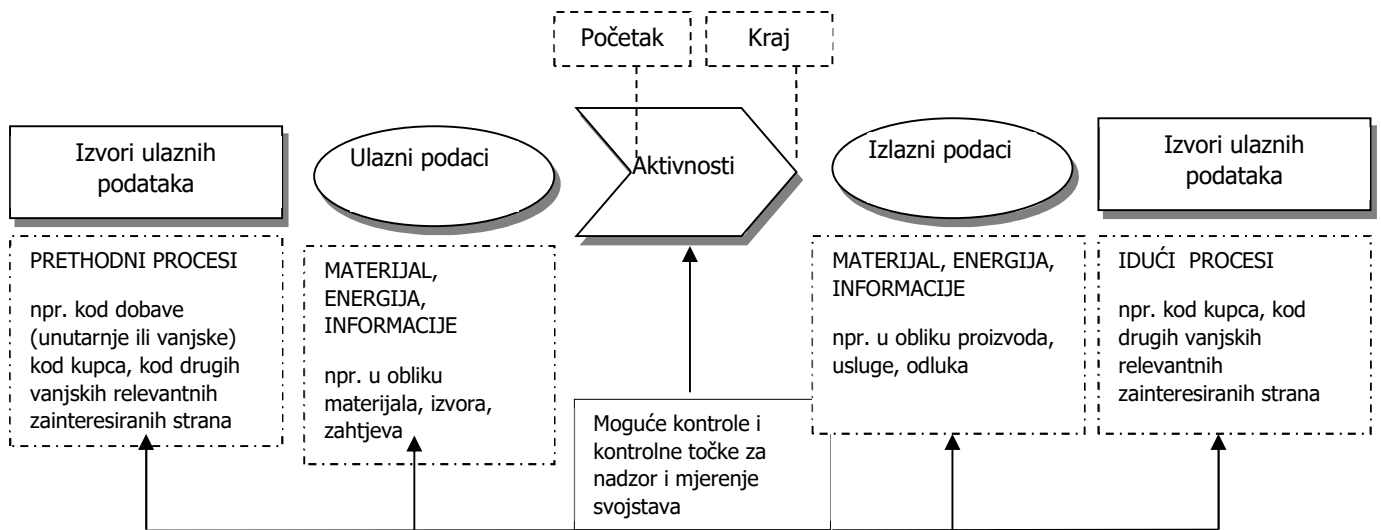 Početak
Kraj
Izvori ulaznih
podataka
Ulazni podaci
Aktivnosti
Izlazni podaci
Izvori ulaznih
podataka
PRETHODNI PROCESI
npr. kod dobave
(unutarnje ili vanjske)
kod kupca, kod drugih
vanjskih relevantnih
zainteresiranih strana
MATERIJAL,
ENERGIJA,
INFORMACIJE
npr. u obliku
materijala, izvora,
zahtjeva
Moguće kontrole i
kontrolne točke za
nadzor i mjerenje
svojstava
MATERIJAL, ENERGIJA,
INFORMACIJE
npr. u obliku proizvoda,
usluge, odluka
IDUĆI PROCESI
npr. kod kupca, kod
drugih vanjskih
relevantnih
zainteresiranih strana